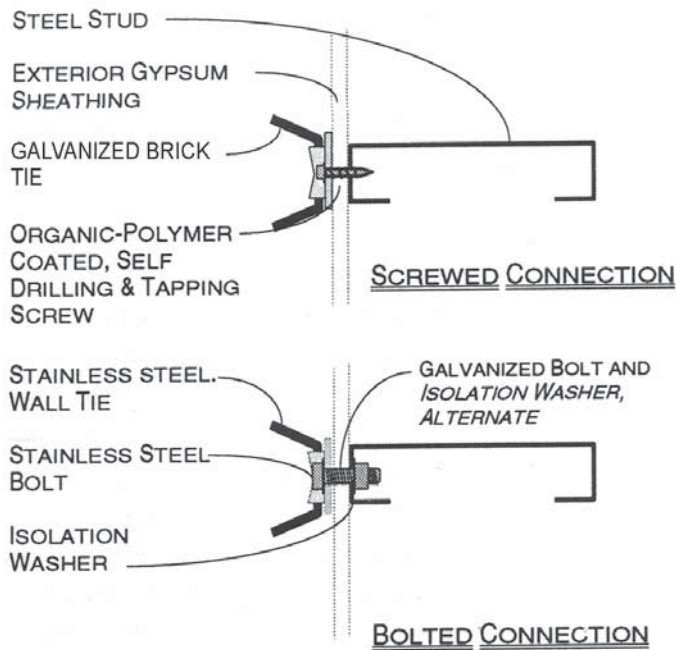 STEEL STUD
EXTERIOR GYPSUM
SHEATHING
GALVANIZED BRICK
TIE
ORGANIC-POLYMER
COATED, SELF
DRILLING & TAPPING
SCREW
SCREWED CONNECTION
STAINLESS STEEL.
WALL TIE
STAINLESS STEEL
BOLT
ISOLATION
WASHER
GALVANIZED BOLT AND
ISOLATION WASHER,
ALTERNATE
BOLTED CONNECTION